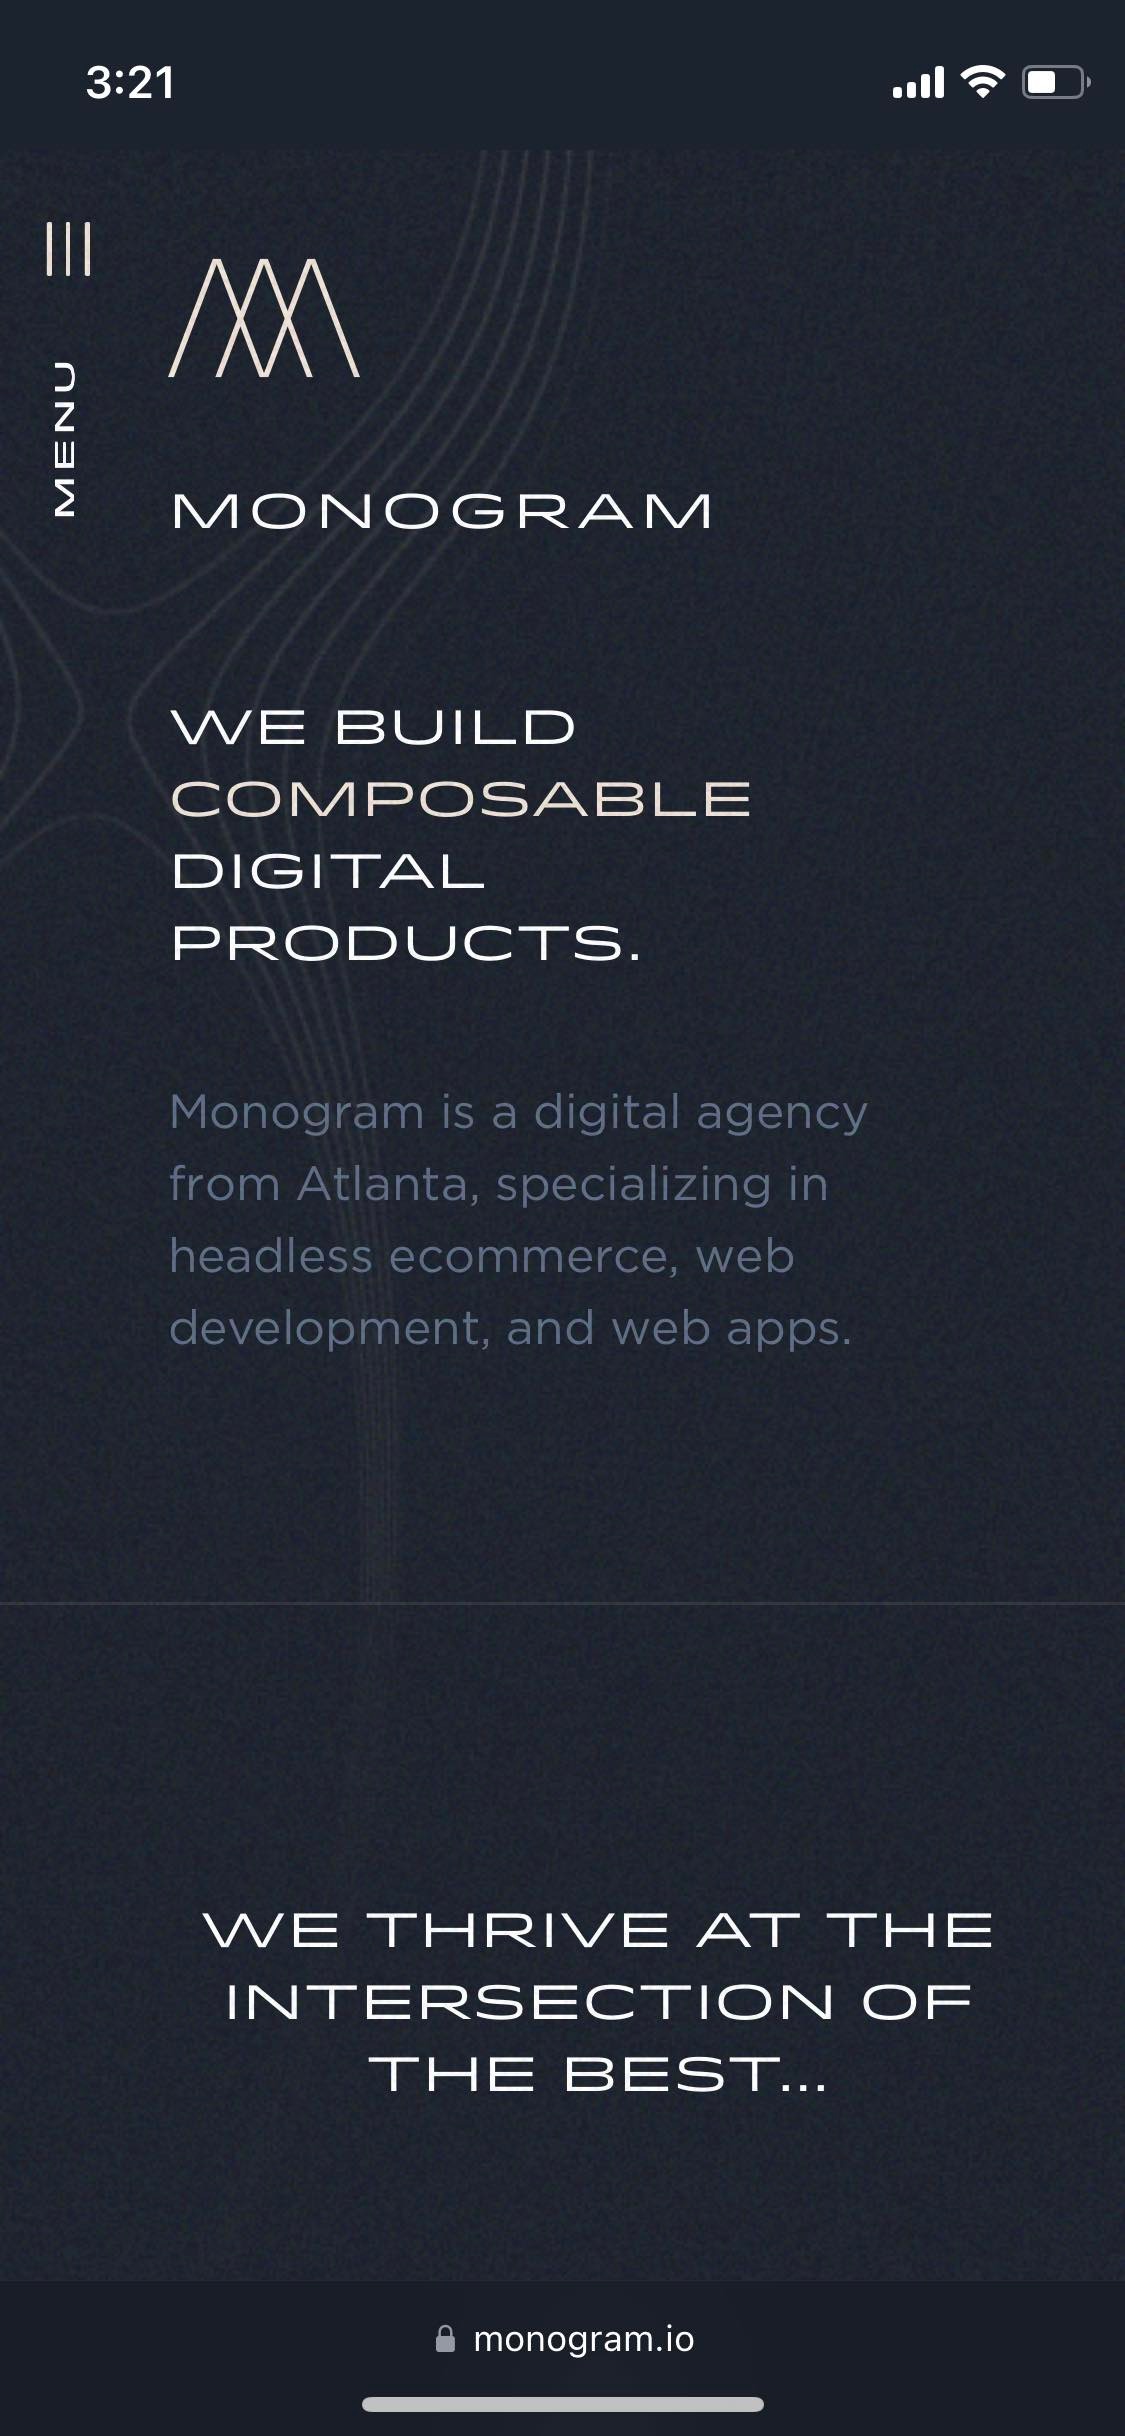 3:21
MENU
MONOGRAM
WE BUILD
COMPOSABLE
DIGITAL
PRODUCTS.
Monogram is a digital agency
from Atlanta, specializing in
headless ecommerce, web
development, and web apps.
WE THRIVE AT THE
INTERSECTION OF
THE BEST...
monogram.io